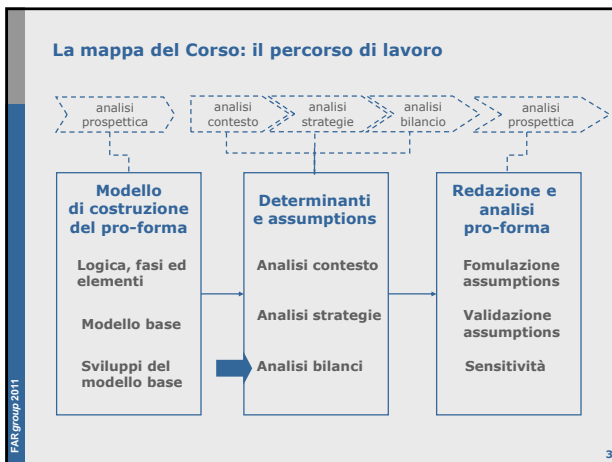 La mappa del Corso: il percorso di lavoro
analisi
prospettica
analisi
contesto
analisi
strategie
analisi
bilancio
analisi
prospettica
Modello
di costruzione
del pro-forma
Logica, fasi ed
elementi
Modello base
Sviluppi del
modello base
Determinanti
e assumptions
Analisi contesto
Analisi strategie
Analisi bilanci
Redazione e
analisi
pro-forma
Fomulazione
assumptions
Validazione
assumptions
Sensitività
FARgroup 2011
3